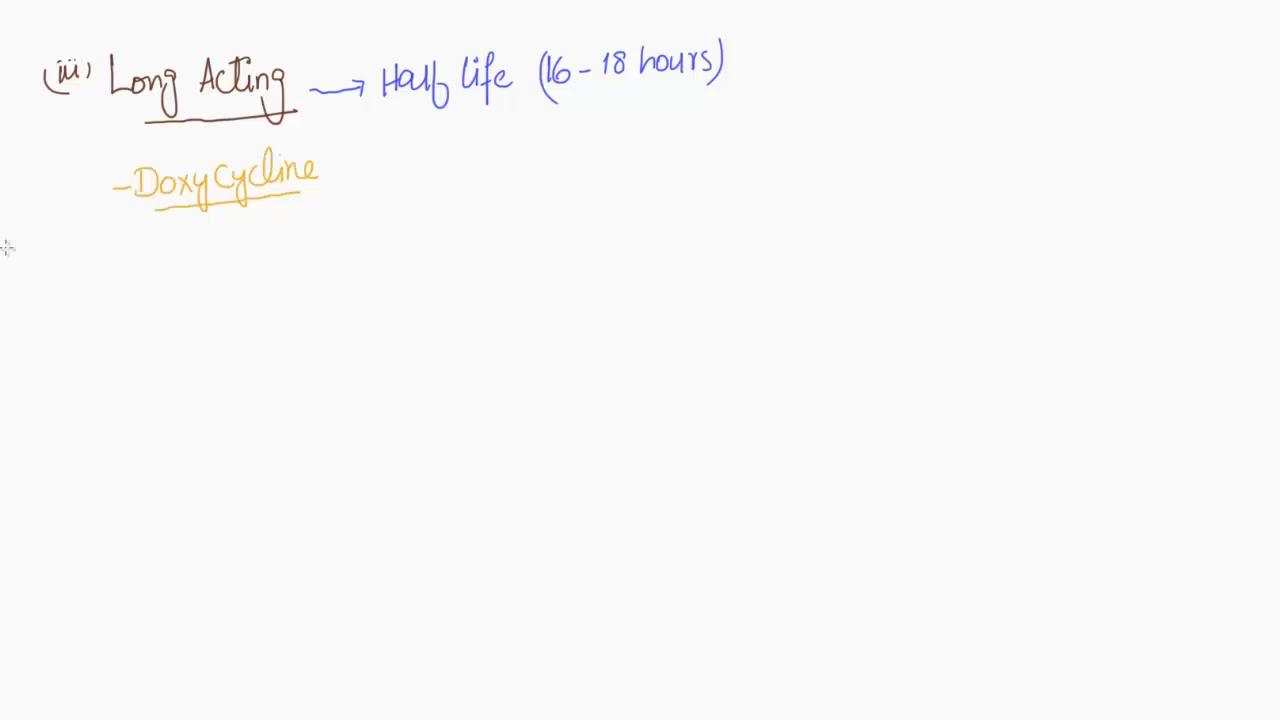 (iii) Long Acting → Half life (16 - 18 hours)
- Doxycycline